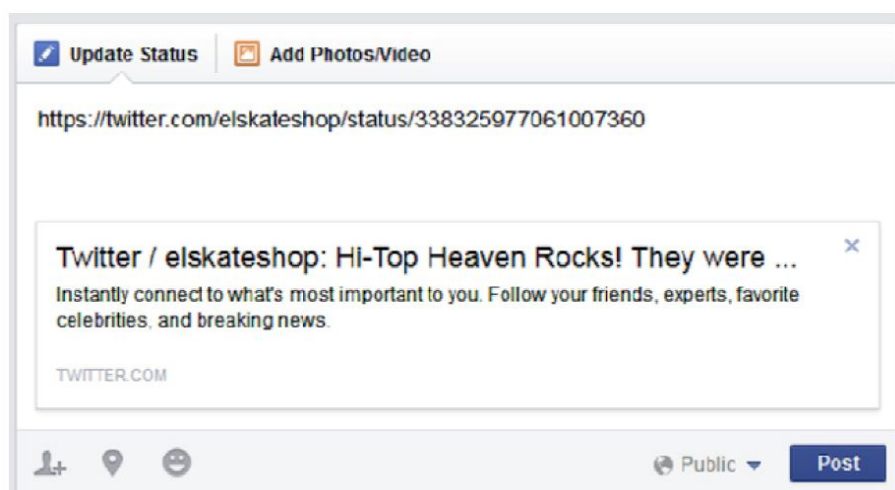 Update Status Add Photos/Video
https://twitter.com/elskateshop/status/338325977061007360
Twitter / elskateshop: Hi-Top Heaven Rocks! They were ...
Instantly connect to what's most important to you. Follow your friends, experts, favorite
celebrities, and breaking news.
TWITTER.COM
Public Post